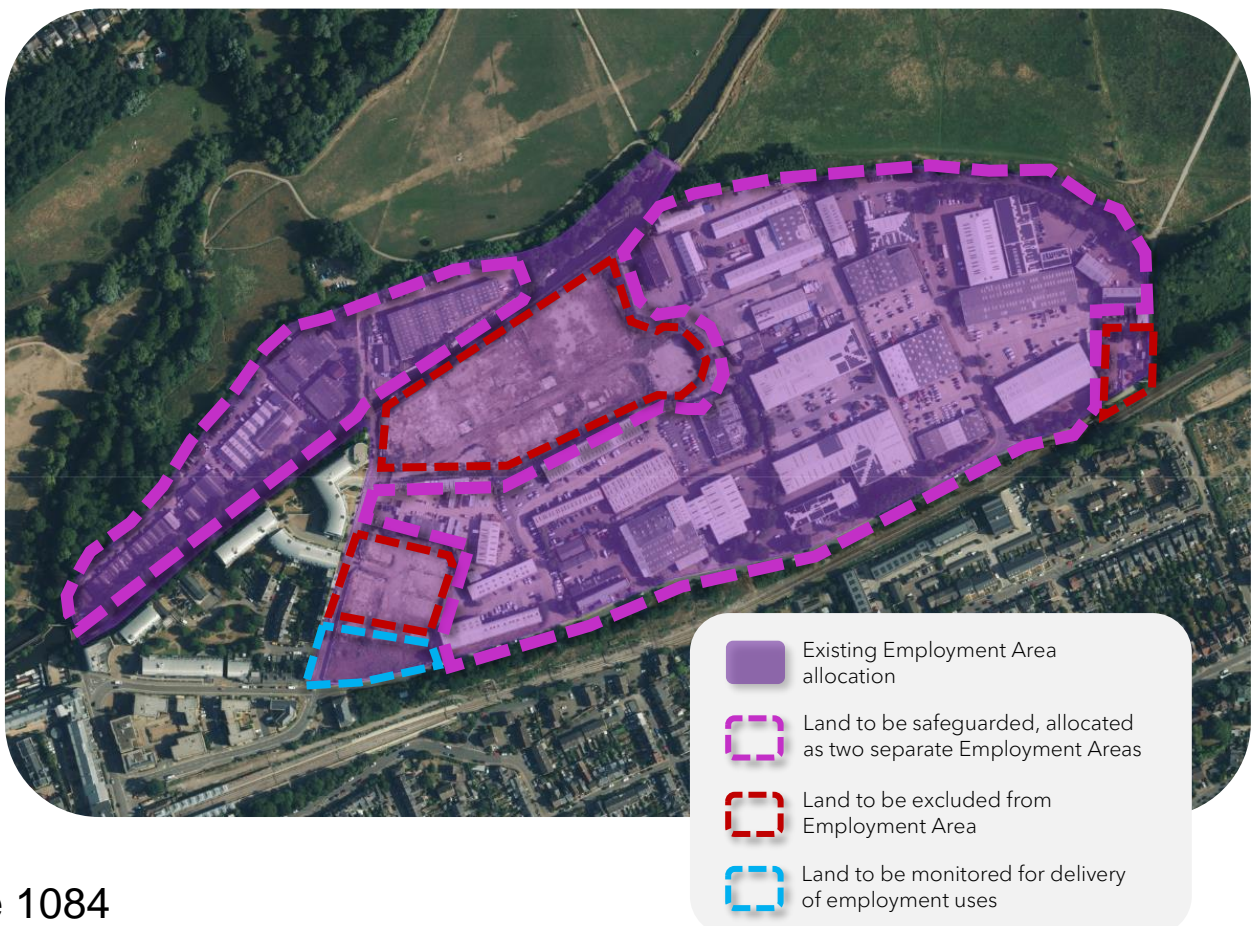 Existing Employment Area
allocation
Land to be safeguarded, allocated
as two separate Employment Areas
Land to be excluded from
Employment Area
Land to be monitored for delivery
of employment uses
1084